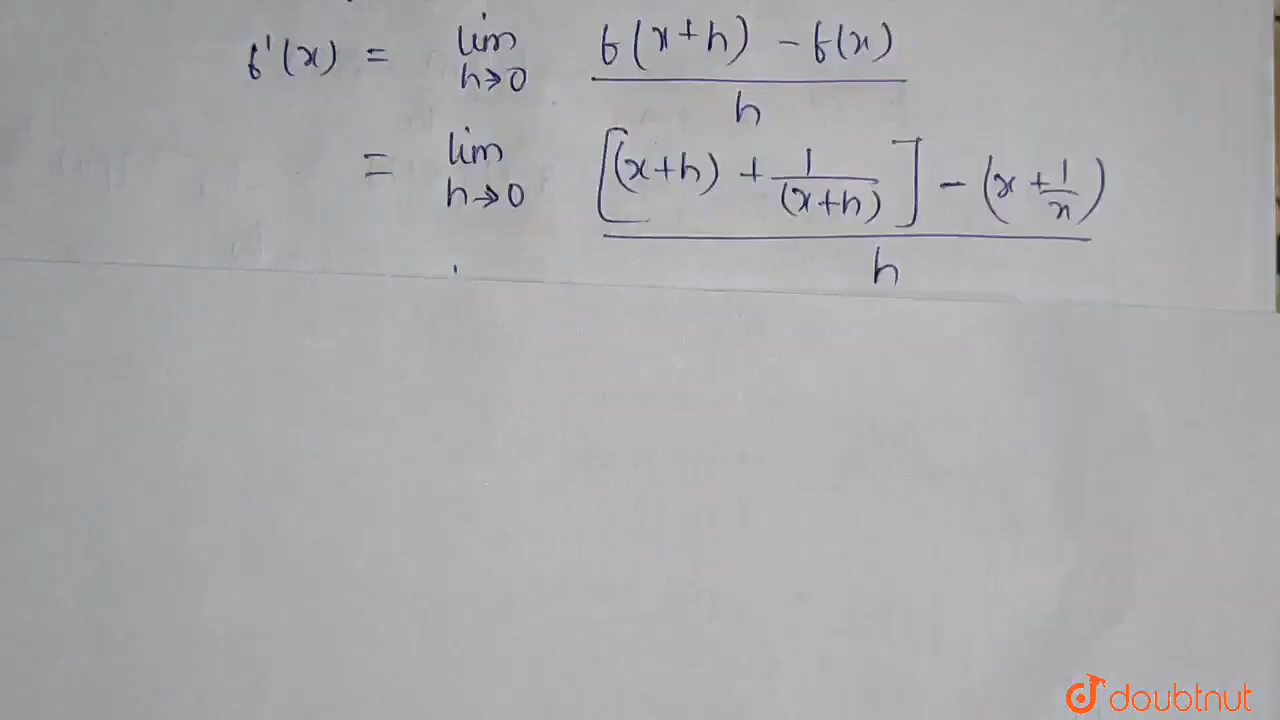 f'(x) = lim h→0 f(x+h) - f(x) / h
= lim h→0 [(x+h) + 1/(x+h)] - (x + 1/x) / h
doubtnut